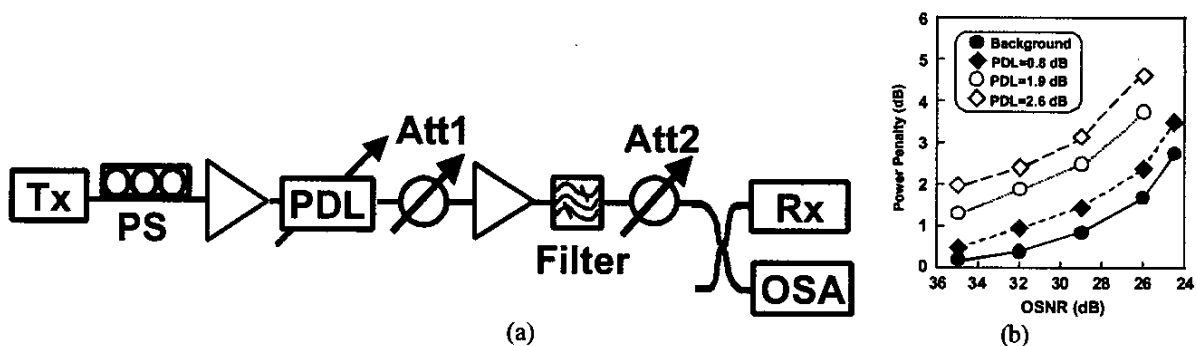 Tx
PS
PDL
Att1
Filter
Att2
Rx
OSA
(a)
Power Penalty (dB)
6
5
4
3
2
1
0
Background
PDL=0.8 dB
PDL=1.9 dB
PDL=2.6 dB
36 34 32 30 28 26 24
OSNR (dB)
(b)